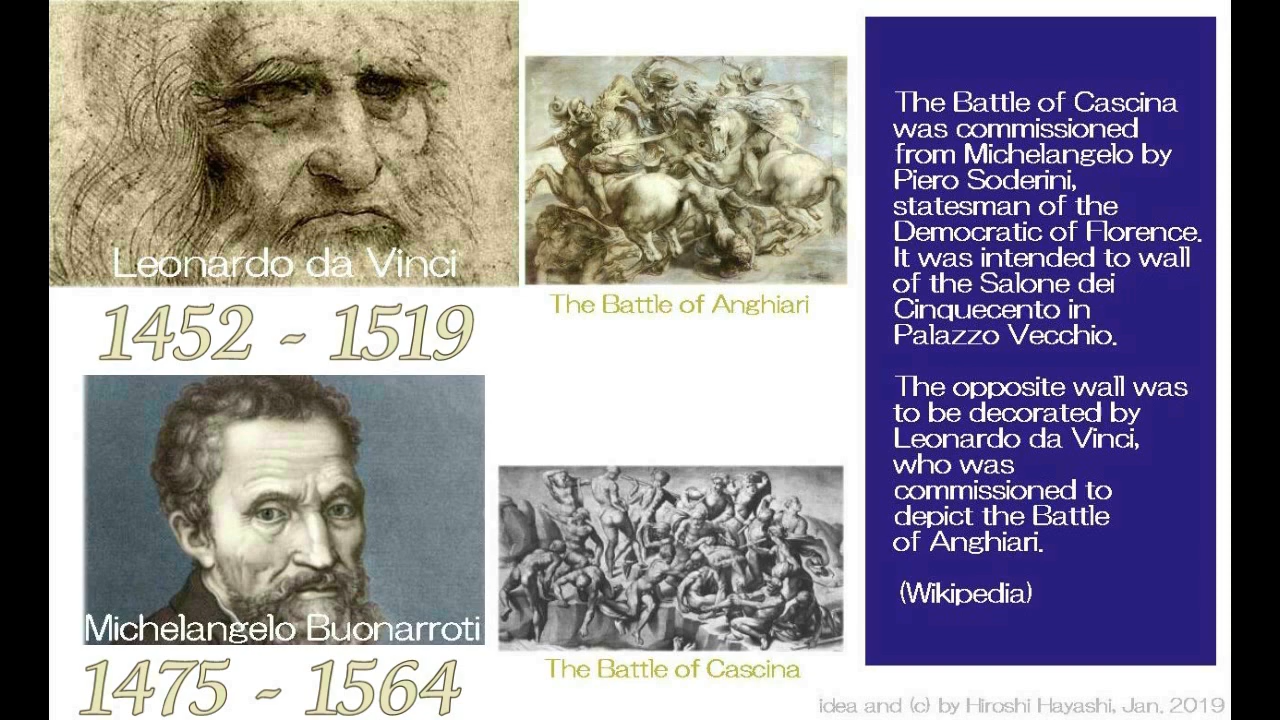 Leonardo da Vinci
1452 - 1519
The Battle of Anghiari
Michelangelo Buonarroti
1475 - 1564
The Battle of Cascina
The Battle of Cascina
was commissioned
from Michelangelo by
Piero Soderini,
statesman of the
Democratic of Florence.
It was intended to wall
of the Salone dei
Cinquecento in
Palazzo Vecchio.
The opposite wall was
to be decorated by
Leonardo da Vinci,
who was
commissioned to
depict the Battle
of Anghiari.
(Wikipedia)
idea and (c) by Hiroshi Hayashi, Jan. 2019